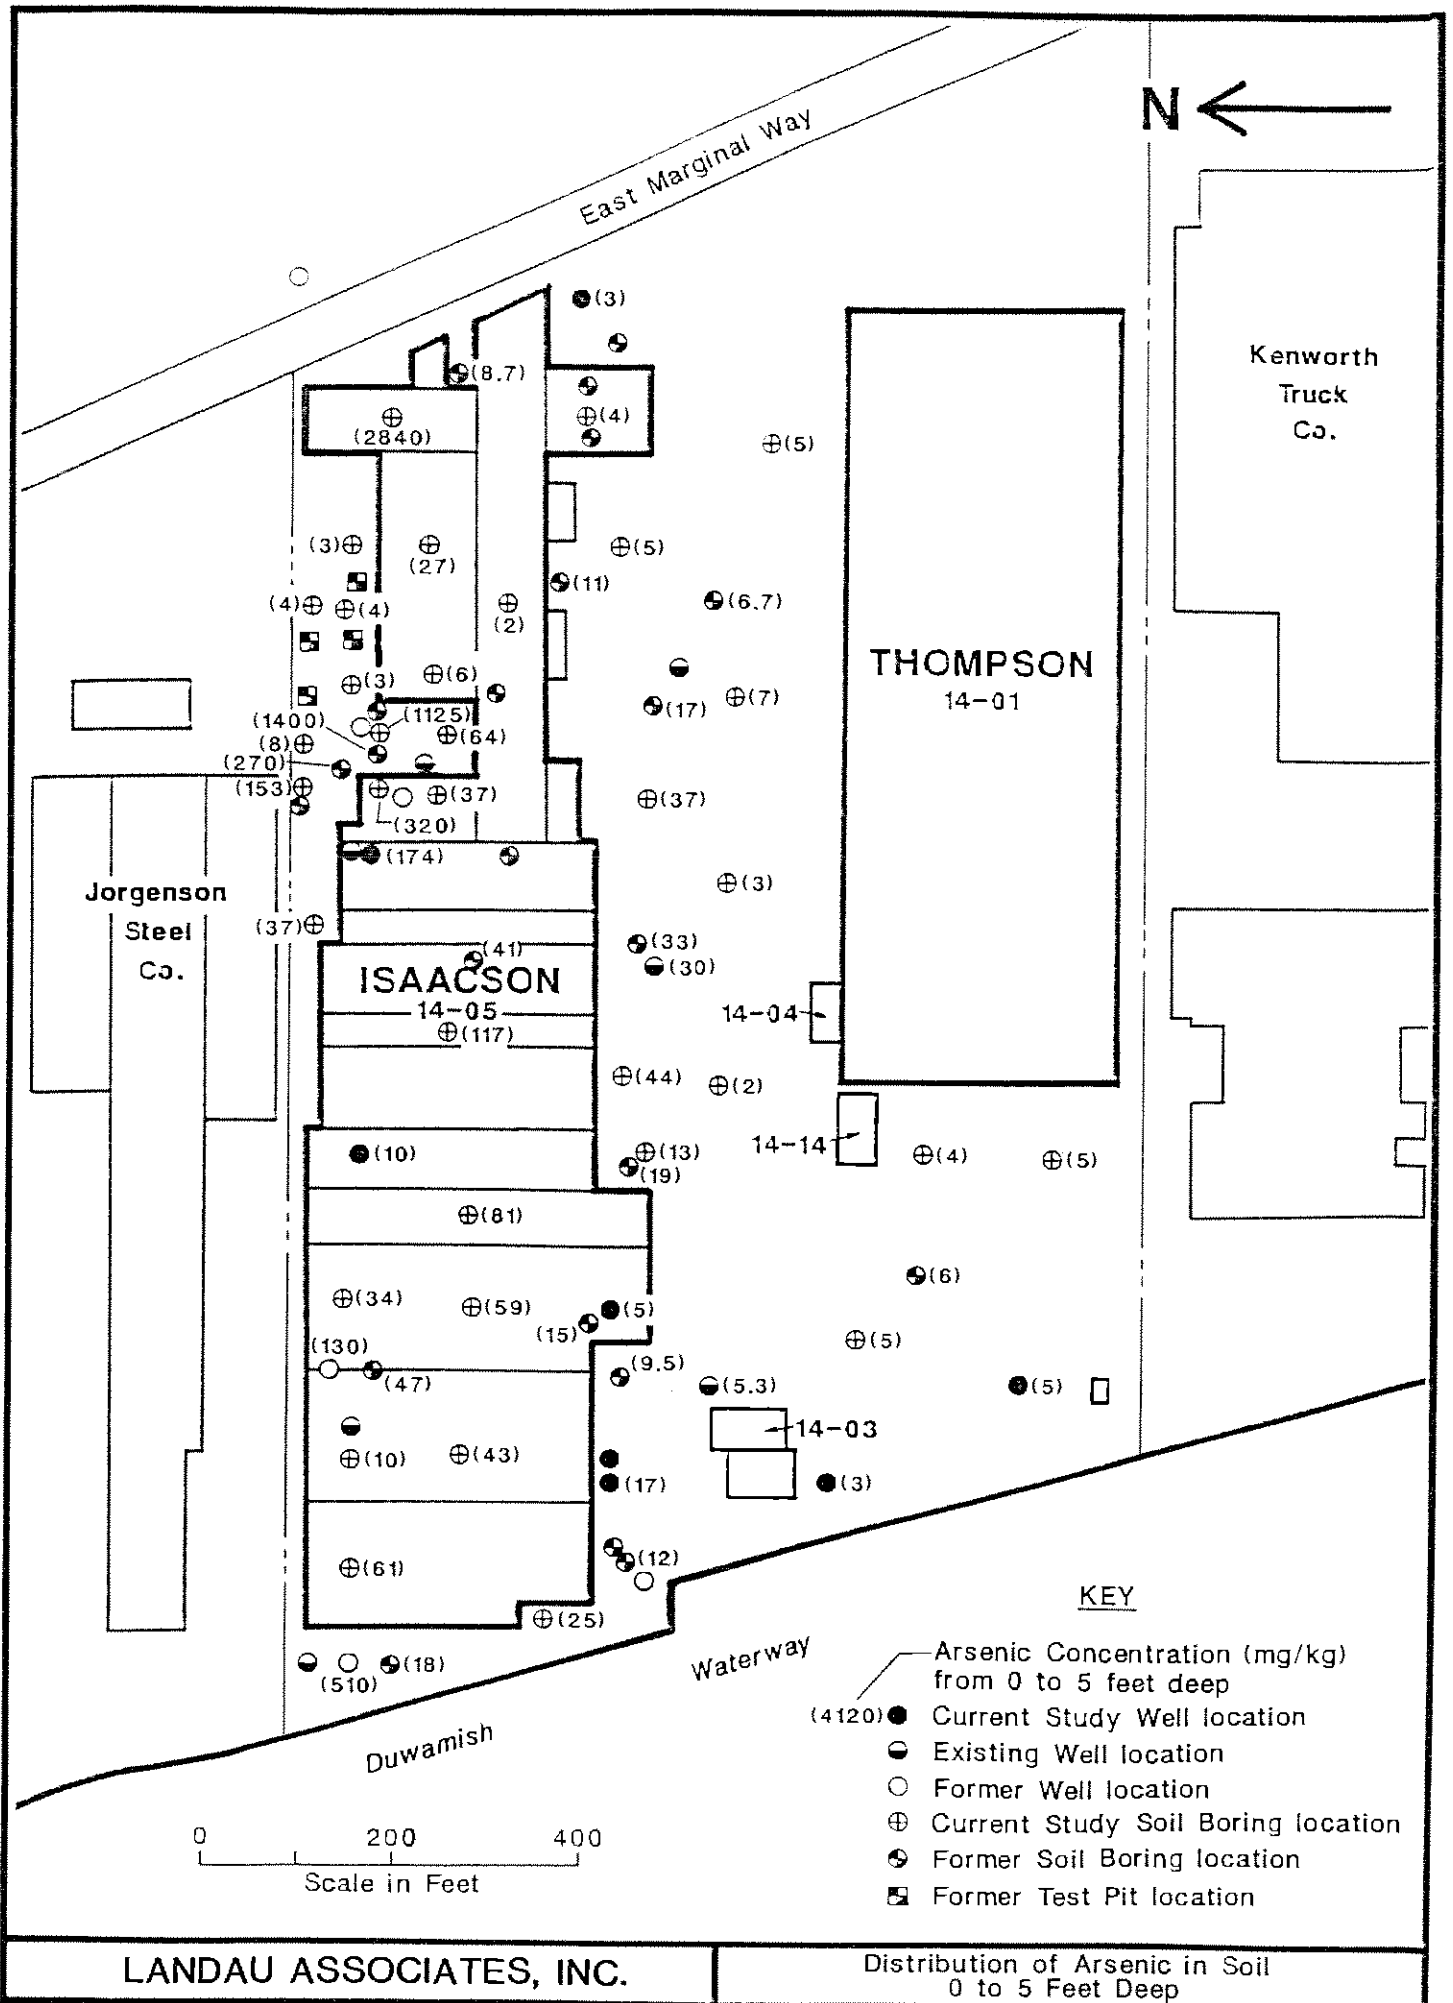 N
East Marginal Way
(3)
(8.7)
Kenworth
Truck
Co.
(4)
(2840)
(5)
(3)
(27)
(5)
(11)
(4)
(4)
(2)
(6.7)
THOMPSON
14-01
(6)
(3)
(7)
(17)
(1125)
(1400)
(64)
(8)
(270)
(153)
(37)
(37)
(320)
(174)
(3)
Jorgenson
Steel
Co.
(37)
(33)
(41)
(30)
ISAACSON
14-05
14-04
(117)
(44)
(2)
14-14
(10)
(13)
(19)
(4)
(5)
(81)
(6)
(34)
(59)
(5)
(15)
(5)
(130)
(47)
(9.5)
(5.3)
(5)
14-03
(10)
(43)
(17)
(3)
(12)
(61)
(25)
KEY
Waterway
Arsenic Concentration (mg/kg)
from 0 to 5 feet deep
(18)
(510)
(4120) Current Study Well location
Duwamish
Existing Well location
Former Well location
Current Study Soil Boring location
Former Soil Boring location
Former Test Pit location
0 200 400
Scale in Feet
LANDAU ASSOCIATES, INC.
Distribution of Arsenic in Soil
0 to 5 Feet Deep